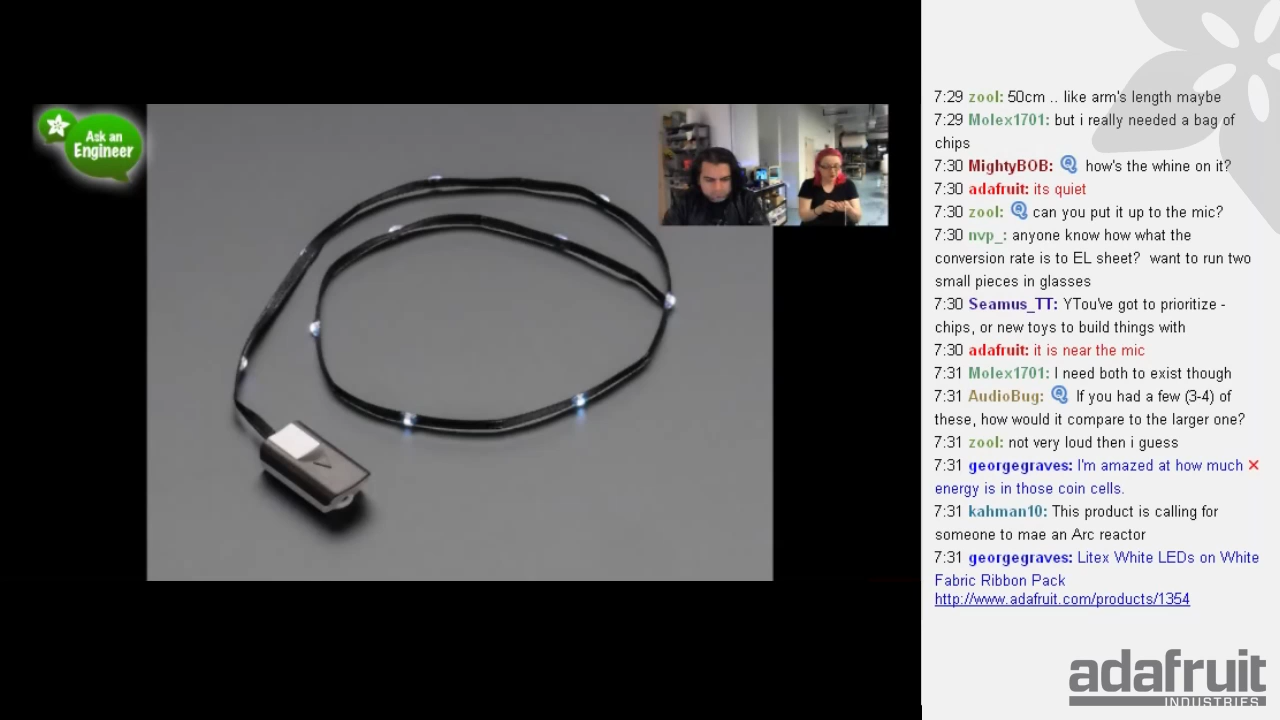 Ask an
Engineer
7:29 zool: 50cm .. like arm's length maybe
7:29 Molex1701: but i really needed a bag of
chips
7:30 MightyBOB: how's the whine on it?
7:30 adafruit: its quiet
7:30 zool: can you put it up to the mic?
7:30 nvp_: anyone know how what the
conversion rate is to EL sheet? want to run two
small pieces in glasses
7:30 Seamus_TT: YTou've got to prioritize -
chips, or new toys to build things with
7:30 adafruit: it is near the mic
7:31 Molex1701: I need both to exist though
7:31 AudioBug: If you had a few (3-4) of
these, how would it compare to the larger one?
7:31 zool: not very loud then i guess
7:31 georgegraves: I'm amazed at how much
energy is in those coin cells.
7:31 kahman10: This product is calling for
someone to mae an Arc reactor
7:31 georgegraves: Litex White LEDs on White
Fabric Ribbon Pack
http://www.adafruit.com/products/1354
adafruit
INDUSTRIES